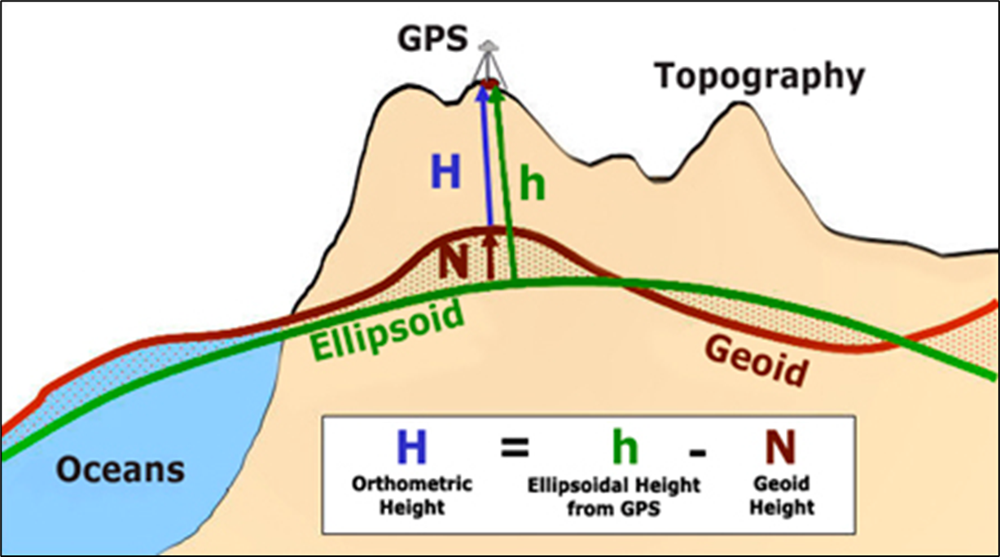 GPS
Topography
H
h
N
Ellipsoid
Geoid
Oceans
H = h - N
Orthometric Height
Ellipsoidal Height from GPS
Geoid Height